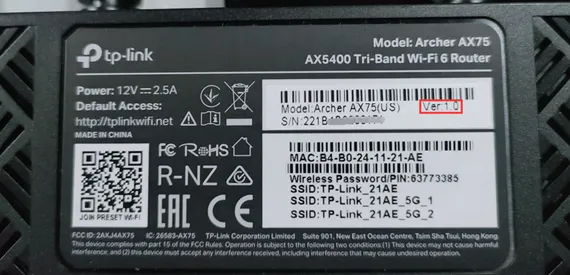 tp-link
Model: Archer AX75
AX5400 Tri-Band Wi-Fi 6 Router
Power: 12V⎓2.5A
Default Access:
http://tplinkwifi.net
MADE IN CHINA
JOIN PRESET WI-FI
FC RoHS
R-NZ
EAC CE
Model:Archer AX75(US) Ver:1.0
S/N:221B
MAC:B4-B0-24-11-21-AE
Wireless Password/PIN:63773385
SSID:TP-Link_21AE
SSID:TP-Link_21AE_5G_1
SSID:TP-Link_21AE_5G_2
FCC ID: 2AXJ4AX75 IC: 26583-AX75 TP-Link Corporation Limited Suite 901, New East Ocean Centre, Tsim Sha Tsui, Hong Kong
This device complies with part 15 of the FCC Rules. Operation is subject to the following two conditions: (1) This device may not cause harmful
interference, and (2) this device must accept any interference received, including interference that may cause undesired operation.